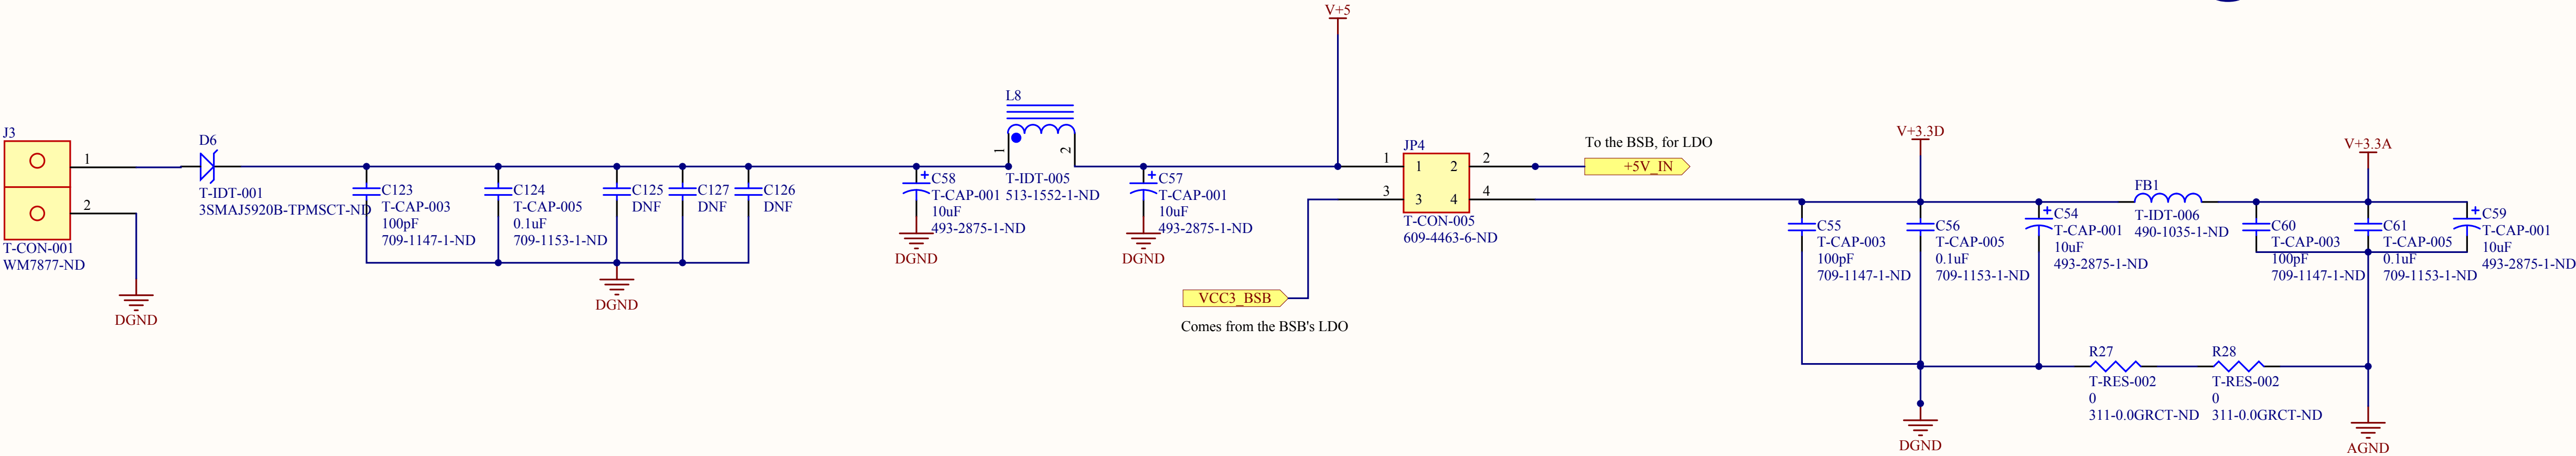 V+5
J3
1
2
T-CON-001
WM7877-ND
DGND
D6
T-IDT-001
3SMAJ5920B-TPMSCT-ND
C123
T-CAP-003
100pF
709-1147-1-ND
C124
T-CAP-005
0.1uF
709-1153-1-ND
C125
DNF
C127
DNF
C126
DNF
DGND
C58
T-CAP-001
10uF
493-2875-1-ND
DGND
L8
1
2
T-IDT-005
513-1552-1-ND
C57
T-CAP-001
10uF
493-2875-1-ND
DGND
JP4
1
1
2
2
3
3
4
4
T-CON-005
609-4463-6-ND
To the BSB, for LDO
+5V_IN
VCC3_BSB
Comes from the BSB's LDO
V+3.3D
C55
T-CAP-003
100pF
709-1147-1-ND
C56
T-CAP-005
0.1uF
709-1153-1-ND
C54
T-CAP-001
10uF
493-2875-1-ND
FB1
T-IDT-006
490-1035-1-ND
V+3.3A
C60
T-CAP-003
100pF
709-1147-1-ND
C61
T-CAP-005
0.1uF
709-1153-1-ND
C59
T-CAP-001
10uF
493-2875-1-ND
R27
T-RES-002
0
311-0.0GRCT-ND
R28
T-RES-002
0
311-0.0GRCT-ND
DGND
AGND